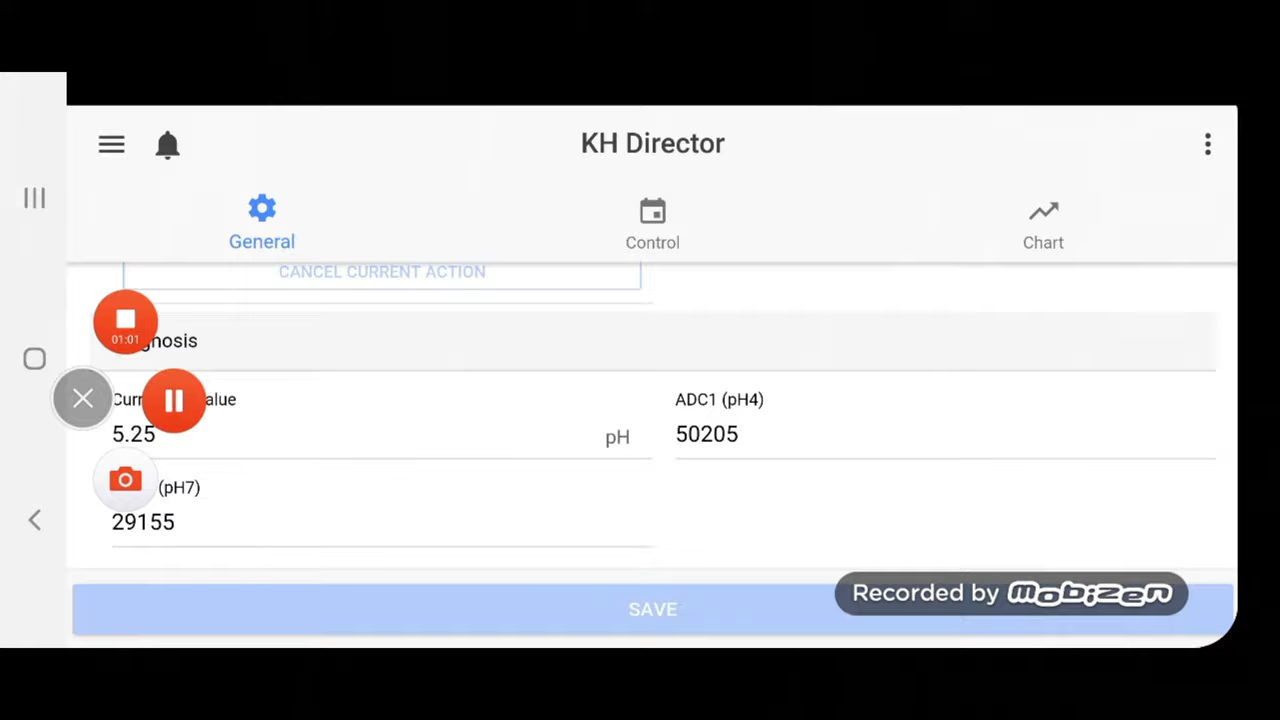 KH Director
General
Control
Chart
CANCEL CURRENT ACTION
01:01
nosis
Curr alue
ADC1 (pH4)
5.25
pH
50205
(pH7)
29155
Recorded by mobizen
SAVE